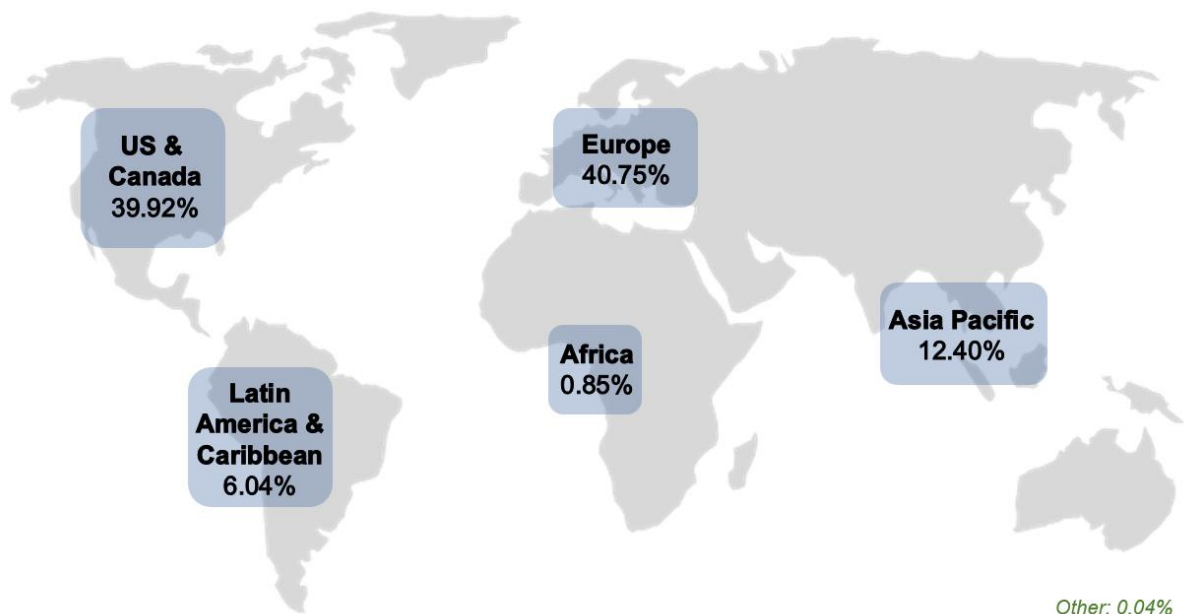 US &
Canada
39.92%
Europe
40.75%
Asia Pacific
12.40%
Africa
0.85%
Latin
America &
Caribbean
6.04%
Other: 0.04%